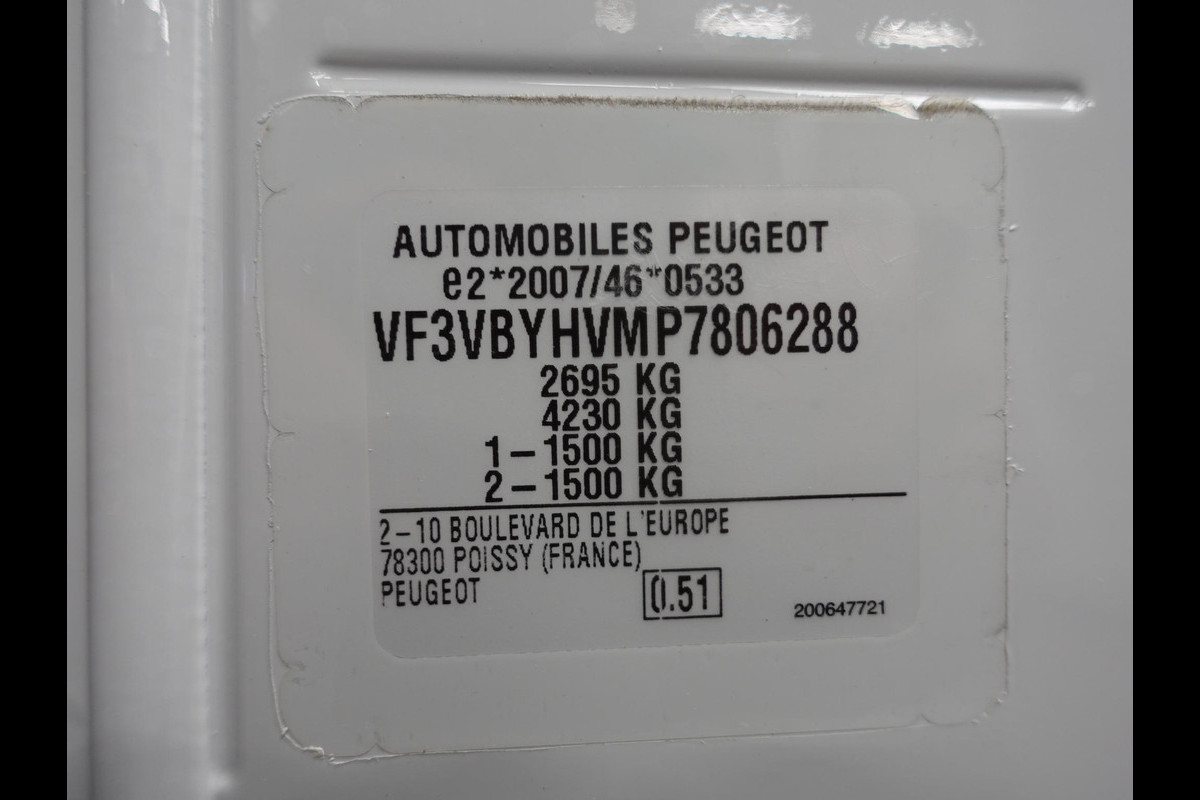 AUTOMOBILES PEUGEOT
e2*2007/46*0533
VF3VBYHVMP7806288
2695 KG
4230 KG
1-1500 KG
2-1500 KG
2-10 BOULEVARD DE L'EUROPE
78300 POISSY (FRANCE)
PEUGEOT
0.51
200647721